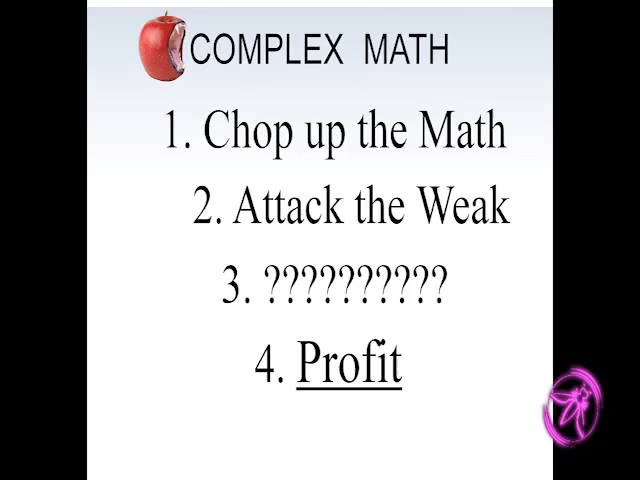 COMPLEX MATH
1. Chop up the Math
2. Attack the Weak
3. ??????????
4. Profit